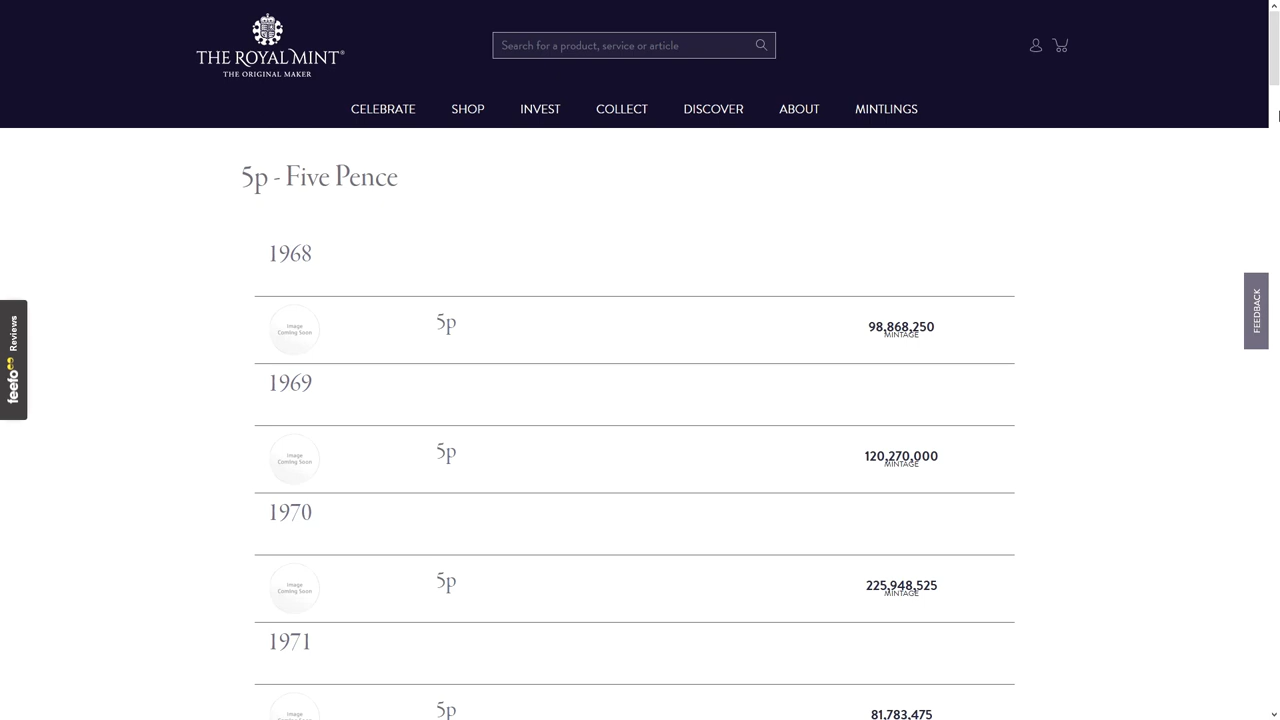 THE ROYAL MINT®
THE ORIGINAL MAKER
Search for a product, service or article
CELEBRATE SHOP INVEST COLLECT DISCOVER ABOUT MINTLINGS
5p - Five Pence
1968
Image
Coming Soon
5p
98,868,250
MINTAGE
1969
Image
Coming Soon
5p
120,270,000
MINTAGE
1970
Image
Coming Soon
5p
225,948,525
MINTAGE
1971
Image
5p
81,783,475
FEEDBACK
feefo Reviews